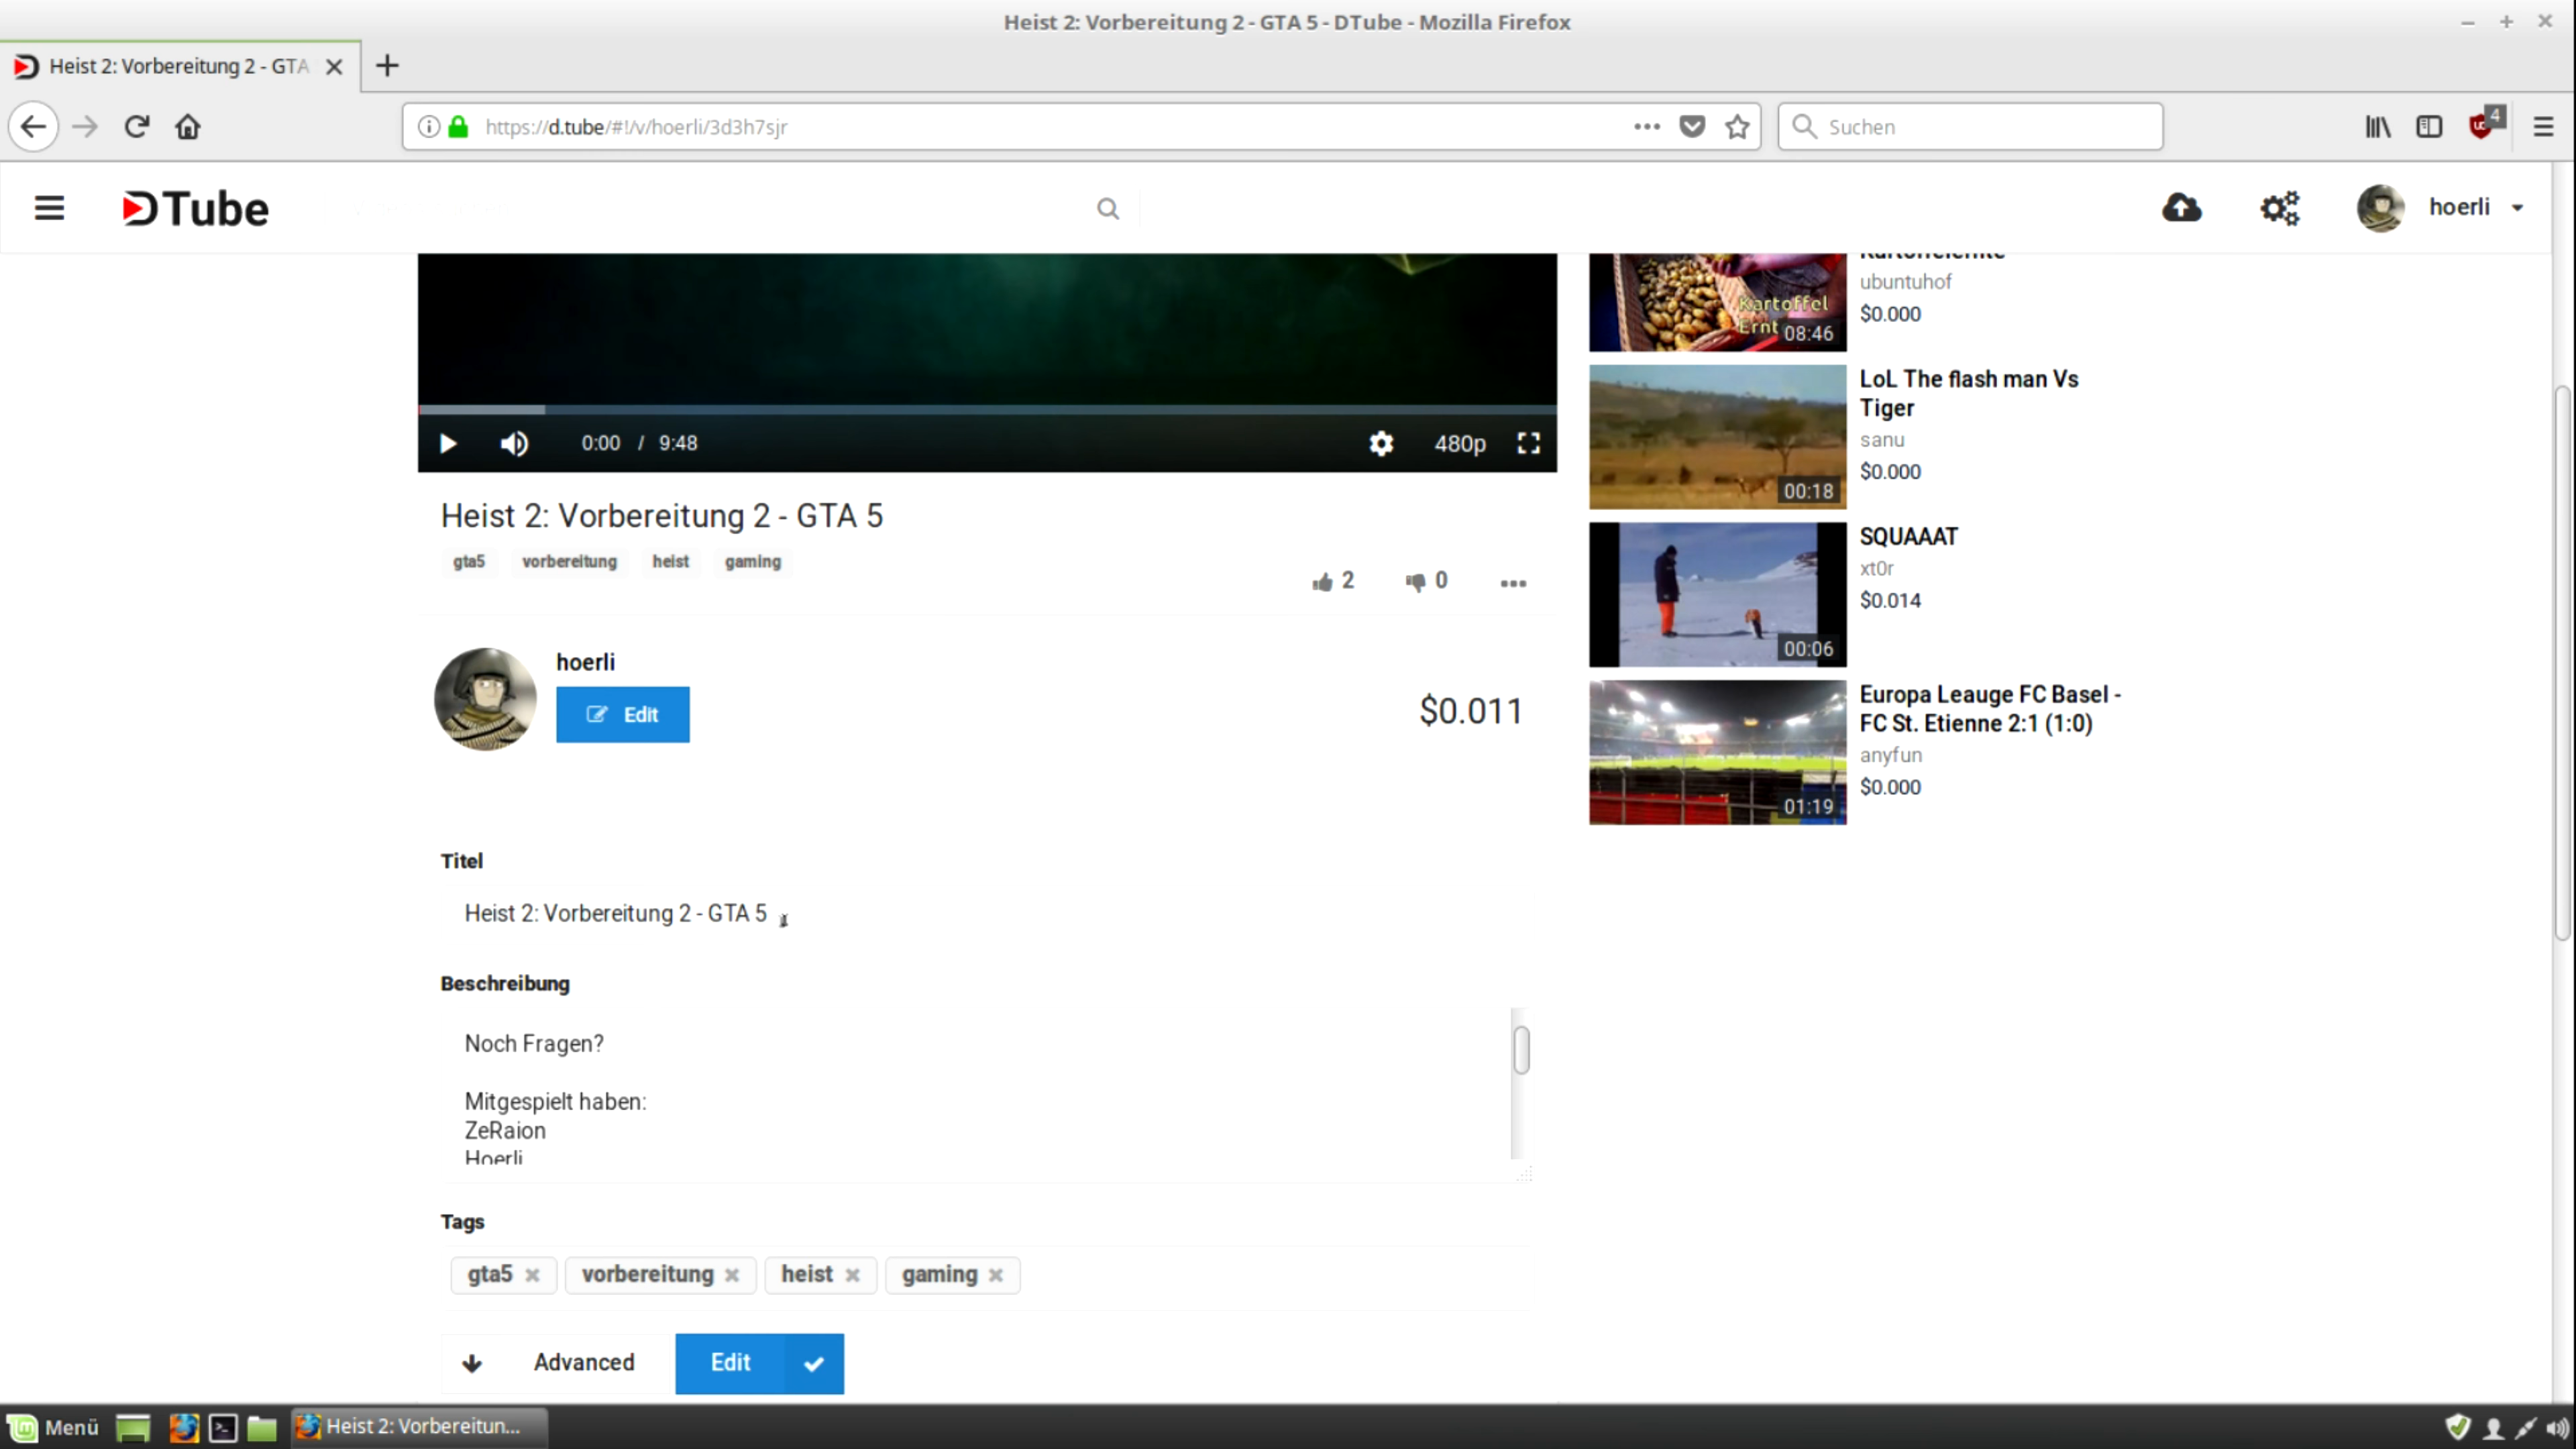 Heist 2: Vorbereitung 2 - GTA 5 - DTube - Mozilla Firefox
Heist 2: Vorbereitung 2 - GTA
https://d.tube/#!/v/hoerli/3d3h7sjr
Suchen
4
DTube
hoerli
Kartoffelernte
ubuntuhof
$0.000
Kartoffel
Ernt
08:46
LoL The flash man Vs
Tiger
sanu
$0.000
00:18
0:00 / 9:48
480p
Heist 2: Vorbereitung 2 - GTA 5
gta5 vorbereitung heist gaming
2 0
SQUAAAT
xt0r
$0.014
00:06
hoerli
Edit
$0.011
Europa Leauge FC Basel -
FC St. Etienne 2:1 (1:0)
anyfun
$0.000
01:19
Titel
Heist 2: Vorbereitung 2 - GTA 5
Beschreibung
Noch Fragen?
Mitgespielt haben:
ZeRaion
Hoerli
Tags
gta5 vorbereitung heist gaming
Advanced
Edit
Menü
Heist 2: Vorbereitun...